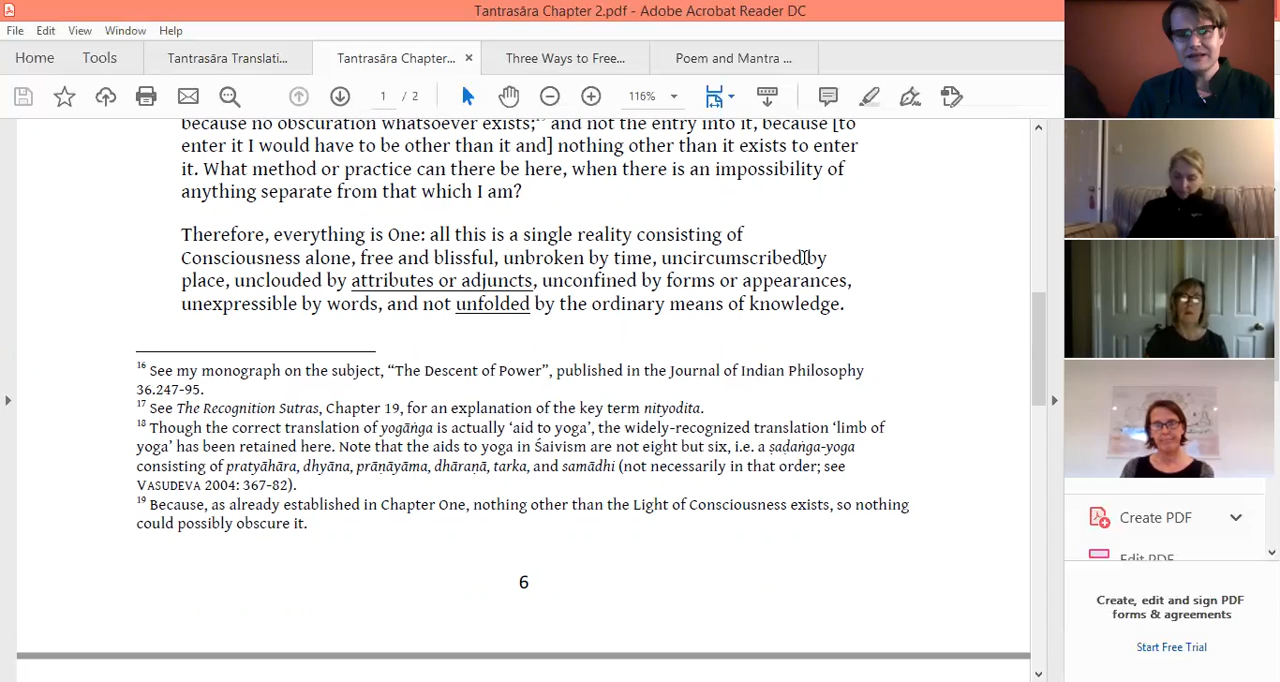 Tantrasāra Chapter 2.pdf - Adobe Acrobat Reader DC
File Edit View Window Help
Home Tools Tantrasāra Translati... Tantrasāra Chapter... × Three Ways to Free... Poem and Mantra ...
1 / 2 116%
because no obscuration whatsoever exists;¹⁹ and not the entry into it, because [to
enter it I would have to be other than it and] nothing other than it exists to enter
it. What method or practice can there be here, when there is an impossibility of
anything separate from that which I am?
Therefore, everything is One: all this is a single reality consisting of
Consciousness alone, free and blissful, unbroken by time, uncircumscribed by
place, unclouded by attributes or adjuncts, unconfined by forms or appearances,
unexpressible by words, and not unfolded by the ordinary means of knowledge.
¹⁶ See my monograph on the subject, “The Descent of Power”, published in the Journal of Indian Philosophy
36.247-95.
¹⁷ See The Recognition Sutras, Chapter 19, for an explanation of the key term nityodita.
¹⁸ Though the correct translation of yogāṅga is actually ‘aid to yoga’, the widely-recognized translation ‘limb of
yoga’ has been retained here. Note that the aids to yoga in Śaivism are not eight but six, i.e. a ṣaḍaṅga-yoga
consisting of pratyāhāra, dhyāna, prāṇāyāma, dhāraṇā, tarka, and samādhi (not necessarily in that order; see
VASUDEVA 2004: 367-82).
¹⁹ Because, as already established in Chapter One, nothing other than the Light of Consciousness exists, so nothing
could possibly obscure it.
6
Create PDF
Edit PDF
Create, edit and sign PDF
forms & agreements
Start Free Trial